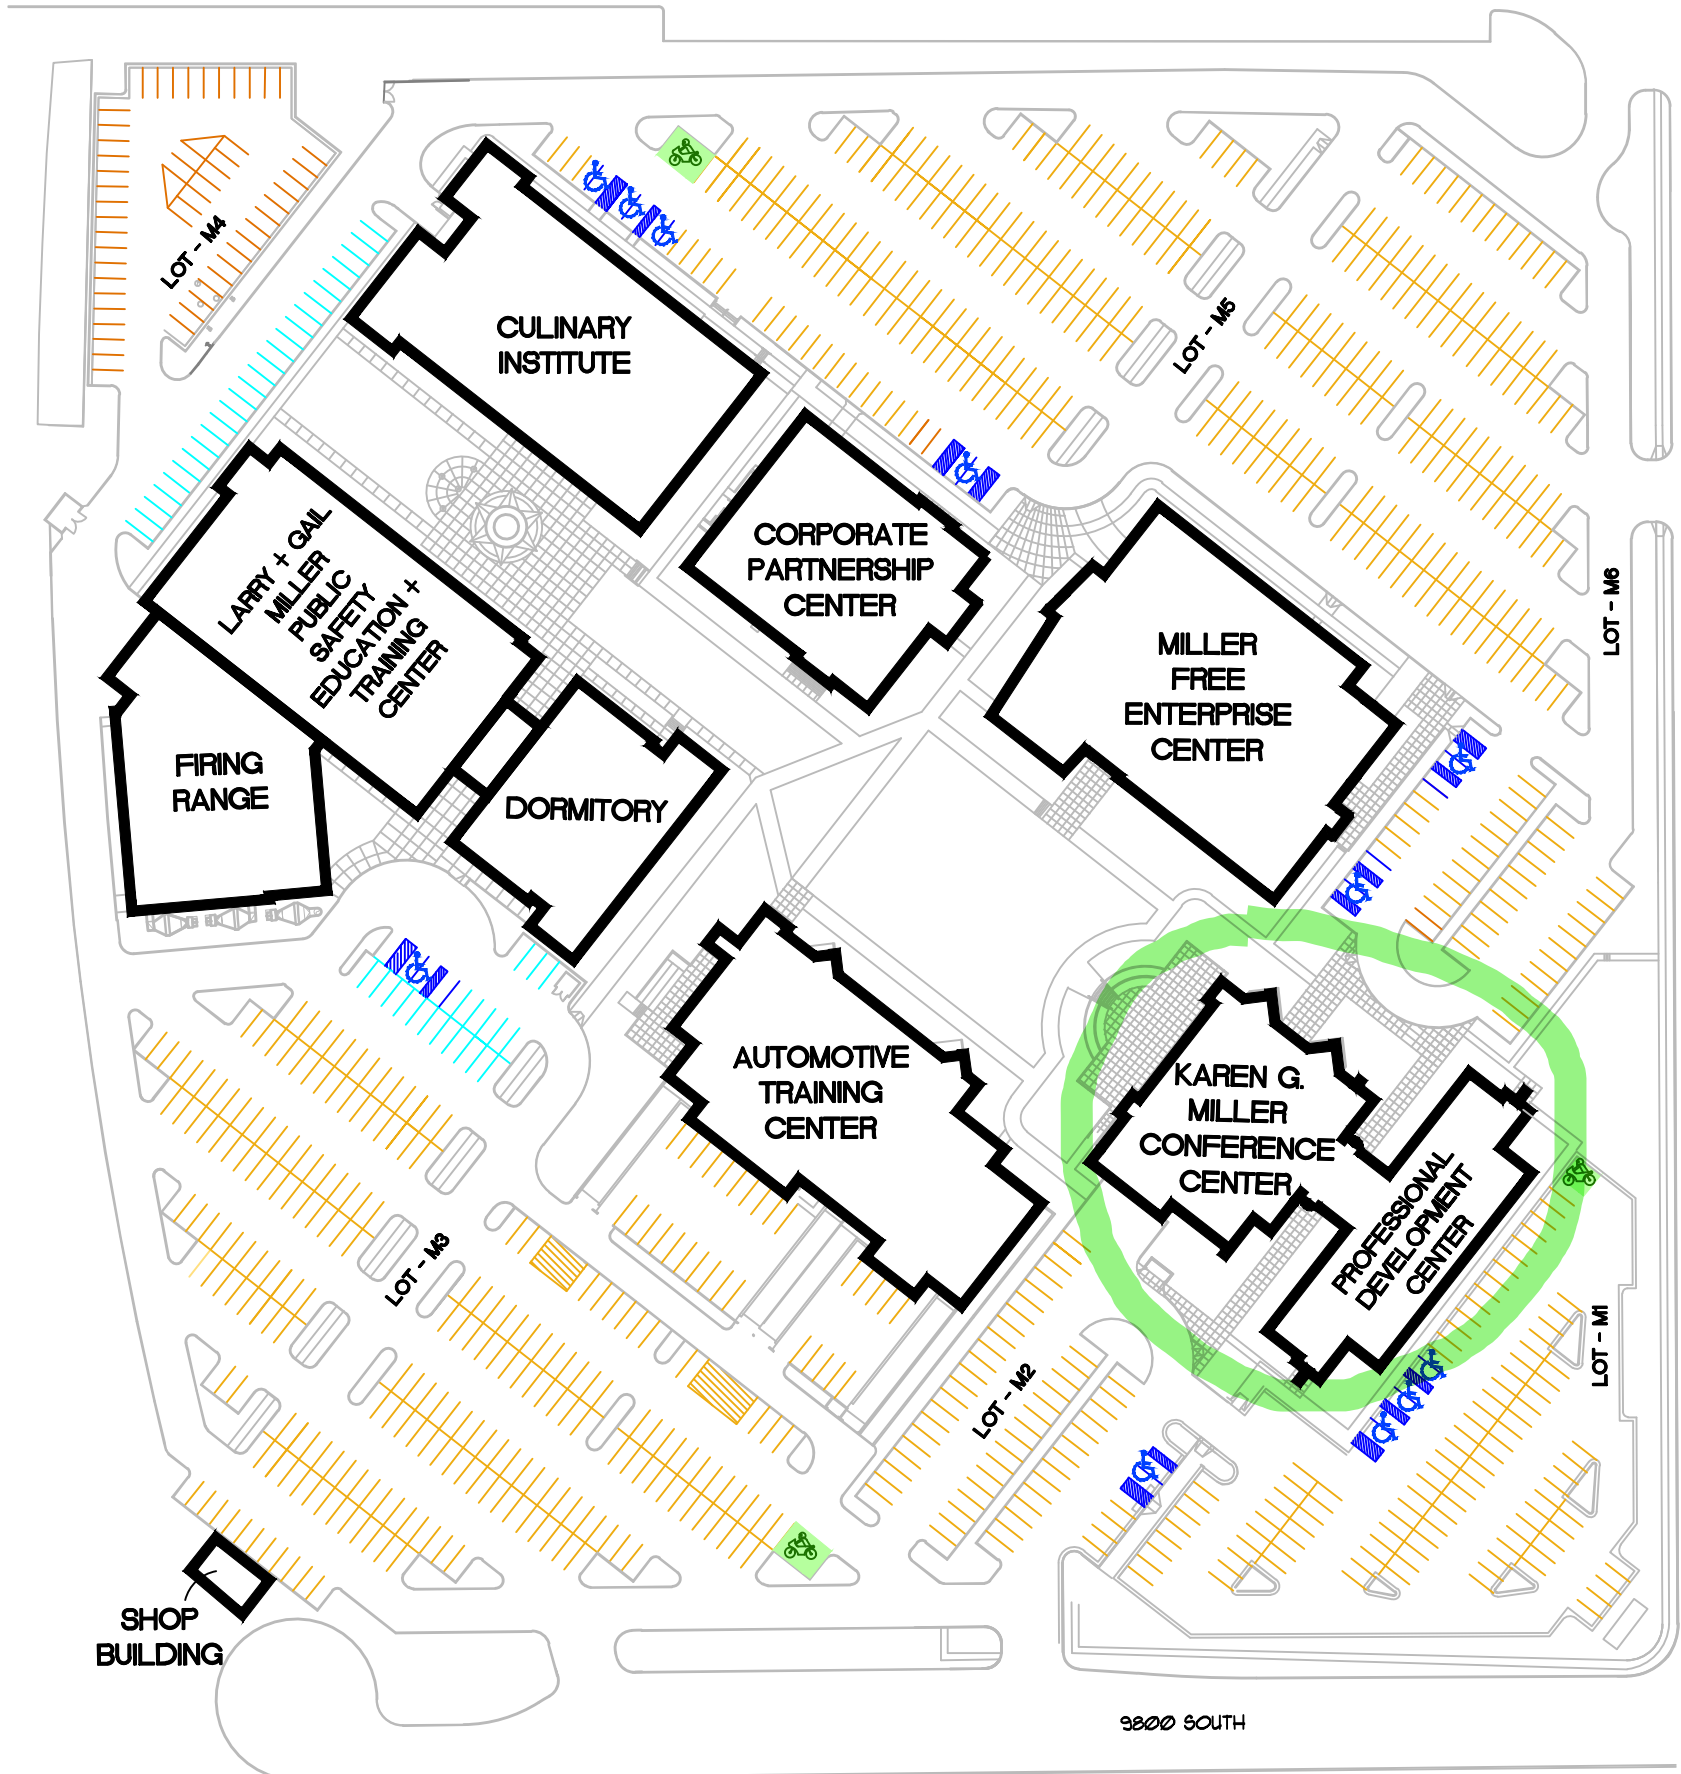 LOT - M4
CULINARY
INSTITUTE
LOT - M5
CORPORATE
PARTNERSHIP
CENTER
LARRY + GAIL
MILLER
PUBLIC
SAFETY
EDUCATION +
TRAINING
CENTER
MILLER
FREE
ENTERPRISE
CENTER
LOT - M6
FIRING
RANGE
DORMITORY
AUTOMOTIVE
TRAINING
CENTER
KAREN G.
MILLER
CONFERENCE
CENTER
PROFESSIONAL
DEVELOPMENT
CENTER
LOT - M3
LOT - M2
LOT - M1
SHOP
BUILDING
9800 SOUTH